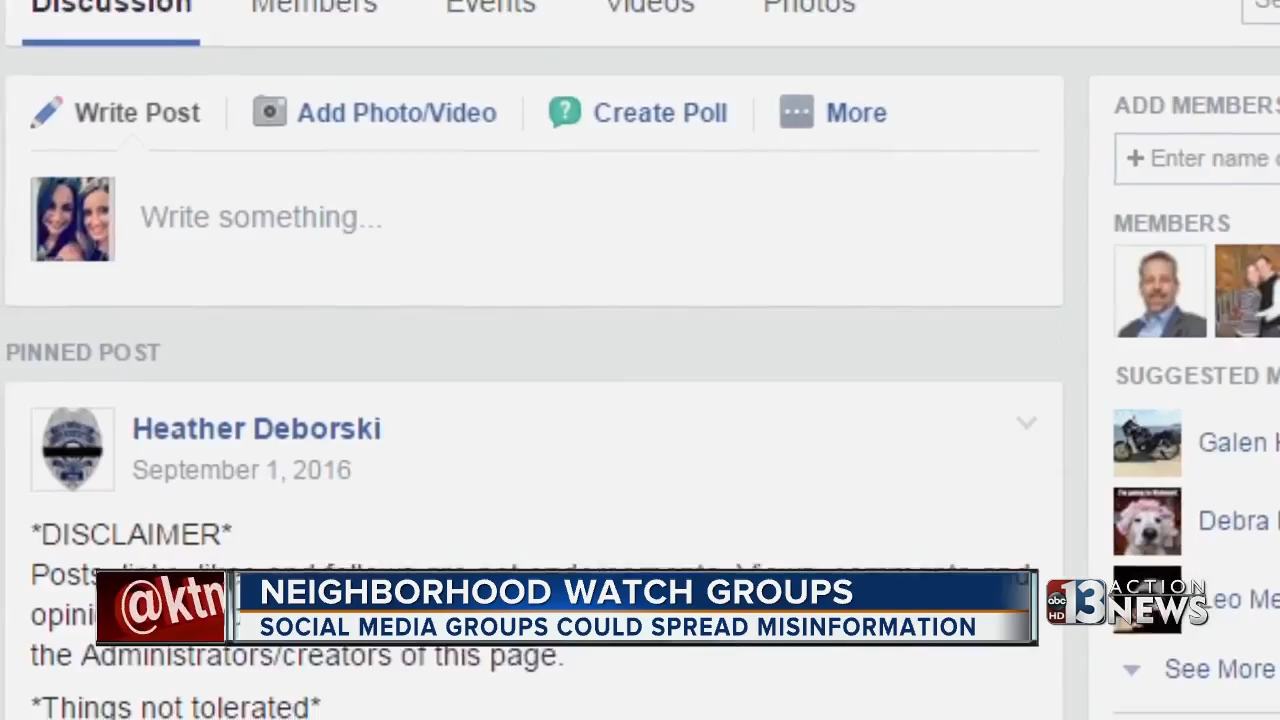 Discussion Members Events Videos Photos
Write Post Add Photo/Video Create Poll More
Write something...
PINNED POST
Heather Deborski
September 1, 2016
*DISCLAIMER*
the Administrators/creators of this page.
*Things not tolerated*
ADD MEMBERS
+ Enter name
MEMBERS
SUGGESTED M
Galen
Debra
See More
@ktn
NEIGHBORHOOD WATCH GROUPS
SOCIAL MEDIA GROUPS COULD SPREAD MISINFORMATION
abc HD 13 ACTION NEWS